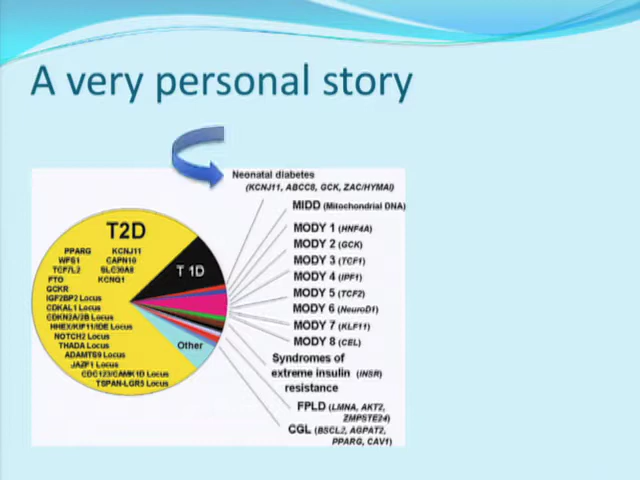 A very personal story
Neonatal diabetes
(KCNJ11, ABCC8, GCK, ZAC/HYMAI)
MIDD (Mitochondrial DNA)
MODY 1 (HNF4A)
MODY 2 (GCK)
MODY 3 (TCF1)
MODY 4 (IPF1)
MODY 5 (TCF2)
MODY 6 (NeuroD1)
MODY 7 (KLF11)
MODY 8 (CEL)
Syndromes of
extreme insulin (INSR)
resistance
FPLD (LMNA, AKT2,
ZMPSTE24)
CGL (BSCL2, AGPAT2,
PPARG, CAV1)
T2D
PPARG KCNJ11
WFS1 CAPN10
TCF7L2 SLC30A8
FTO KCNQ1
GCKR
IGF2BP2 Locus
CDKAL1 Locus
CDKN2A/2B Locus
HHEX/KIF11/IDE Locus
NOTCH2 Locus
THADA Locus
ADAMTS9 Locus
JAZF1 Locus
CDC123/CAMK1D Locus
TSPAN-LGR5 Locus
T 1D
Other